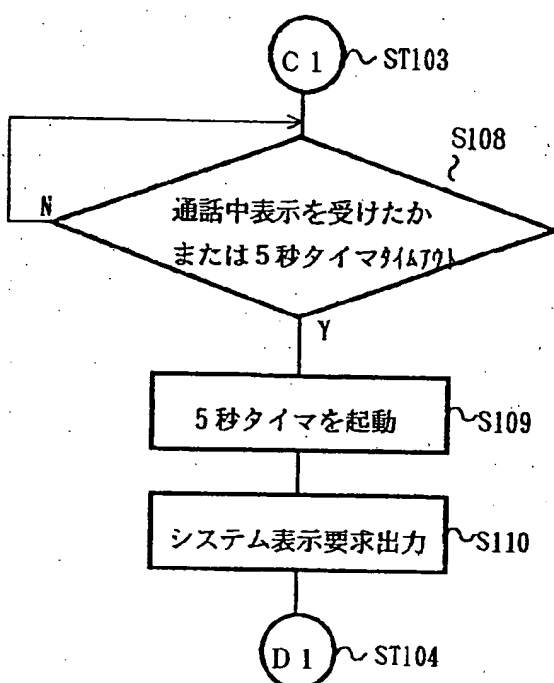 C1
ST103
S108
N
通話中表示を受けたか
または5秒タイマタイムアウト
Y
5秒タイマを起動
S109
システム表示要求出力
S110
D1
ST104